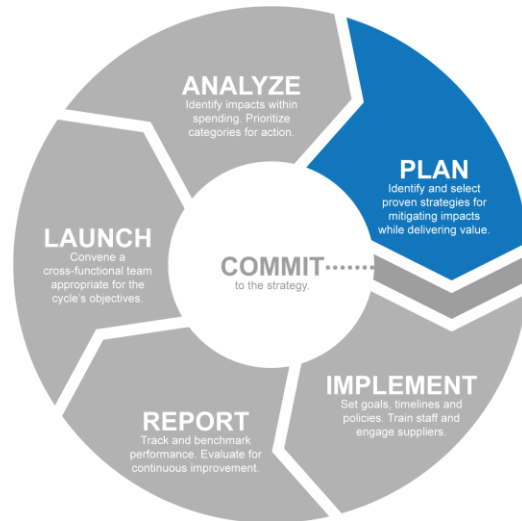 ANALYZE
Identify impacts within
spending. Prioritize
categories for action.
PLAN
Identify and select
proven strategies for
mitigating impacts
while delivering value.
LAUNCH
Convene a
cross-functional team
appropriate for the
cycle's objectives.
COMMIT
to the strategy.
IMPLEMENT
Set goals, timelines and
policies. Train staff and
engage suppliers.
REPORT
Track and benchmark
performance. Evaluate for
continuous improvement.